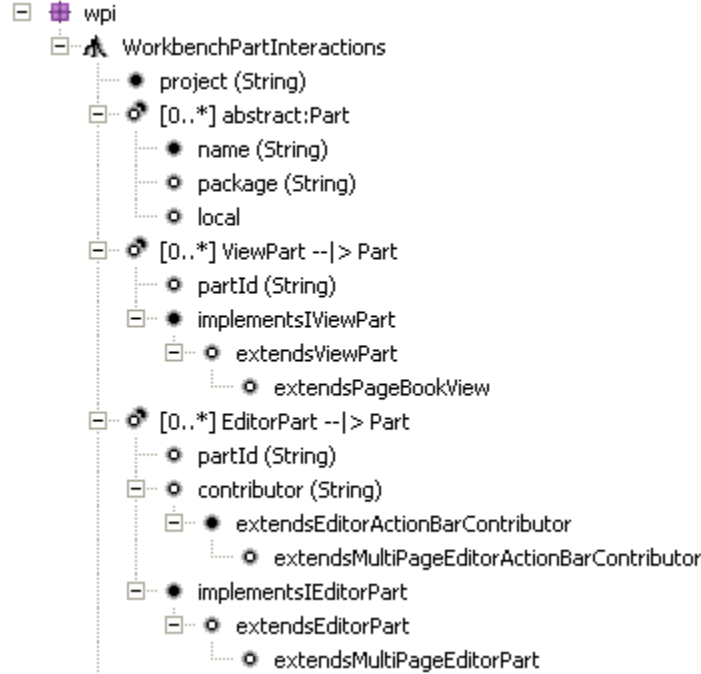 wpi
WorkbenchPartInteractions
project (String)
[0..*] abstract:Part
name (String)
package (String)
local
[0..*] ViewPart --|> Part
partId (String)
implementsIViewPart
extendsViewPart
extendsPageBookView
[0..*] EditorPart --|> Part
partId (String)
contributor (String)
extendsEditorActionBarContributor
extendsMultiPageEditorActionBarContributor
implementsIEditorPart
extendsEditorPart
extendsMultiPageEditorPart